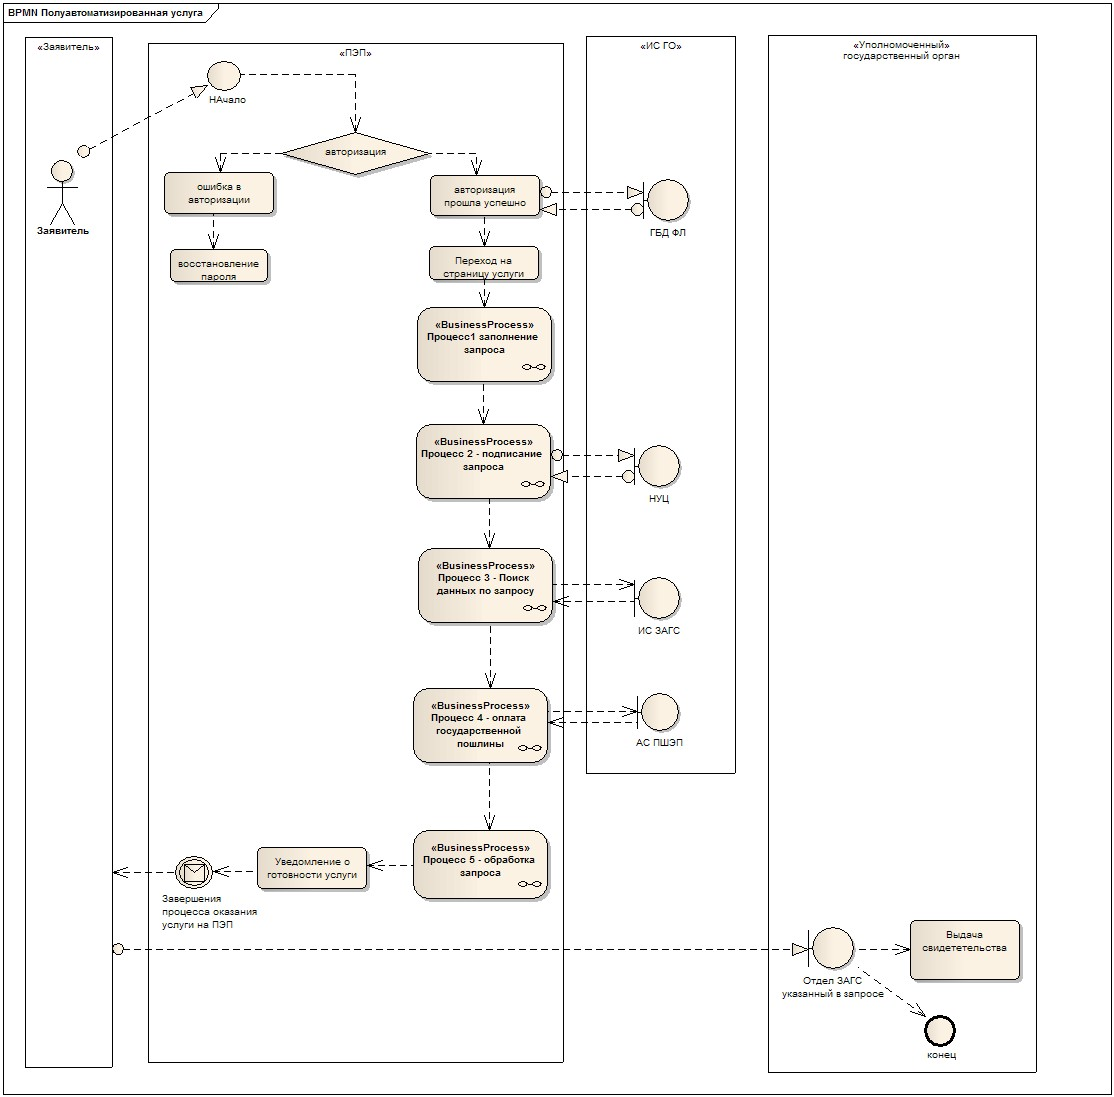 BPMN Полуавтоматизированная услуга
«Заявитель»
Заявитель
«ПЭП»
НАчало
авторизация
ошибка в
авторизации
восстановление
пароля
авторизация
прошла успешно
Переход на
страницу услуги
«BusinessProcess»
Процесс1 заполнение
запроса
«BusinessProcess»
Процесс 2 - подписание
запроса
«BusinessProcess»
Процесс 3 - Поиск
данных по запросу
«BusinessProcess»
Процесс 4 - оплата
государственной
пошлины
«BusinessProcess»
Процесс 5 - обработка
запроса
Уведомление о
готовности услуги
Завершения
процесса оказания
услуги на ПЭП
«ИС ГО»
ГБД ФЛ
НУЦ
ИС ЗАГС
АС ПШЭП
«Уполномоченный»
государственный орган
Отдел ЗАГС
указанный в запросе
Выдача
свидететельства
конец